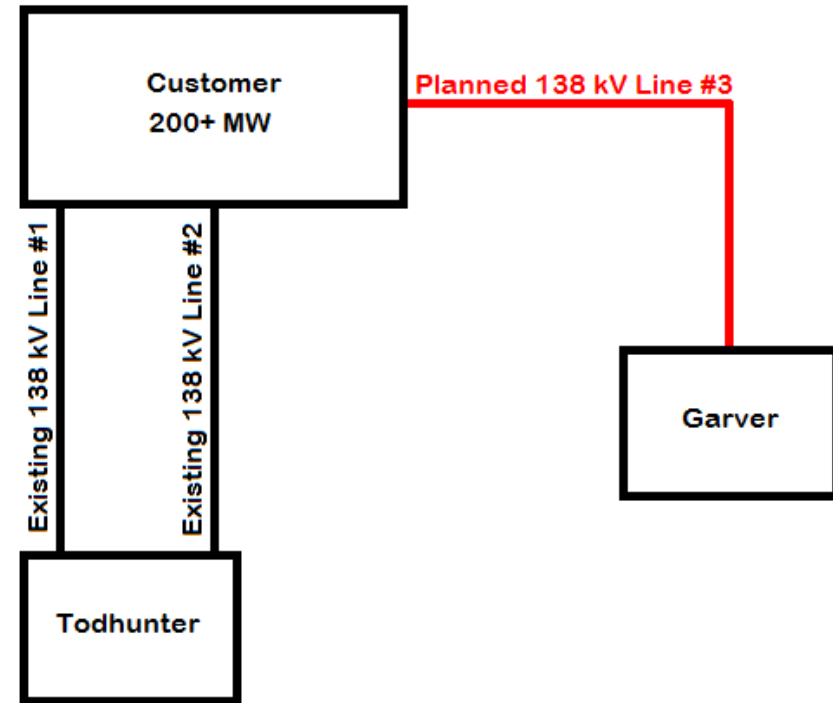 Customer
200+ MW
Planned 138 kV Line #3
Existing 138 kV Line #1
Existing 138 kV Line #2
Garver
Todhunter